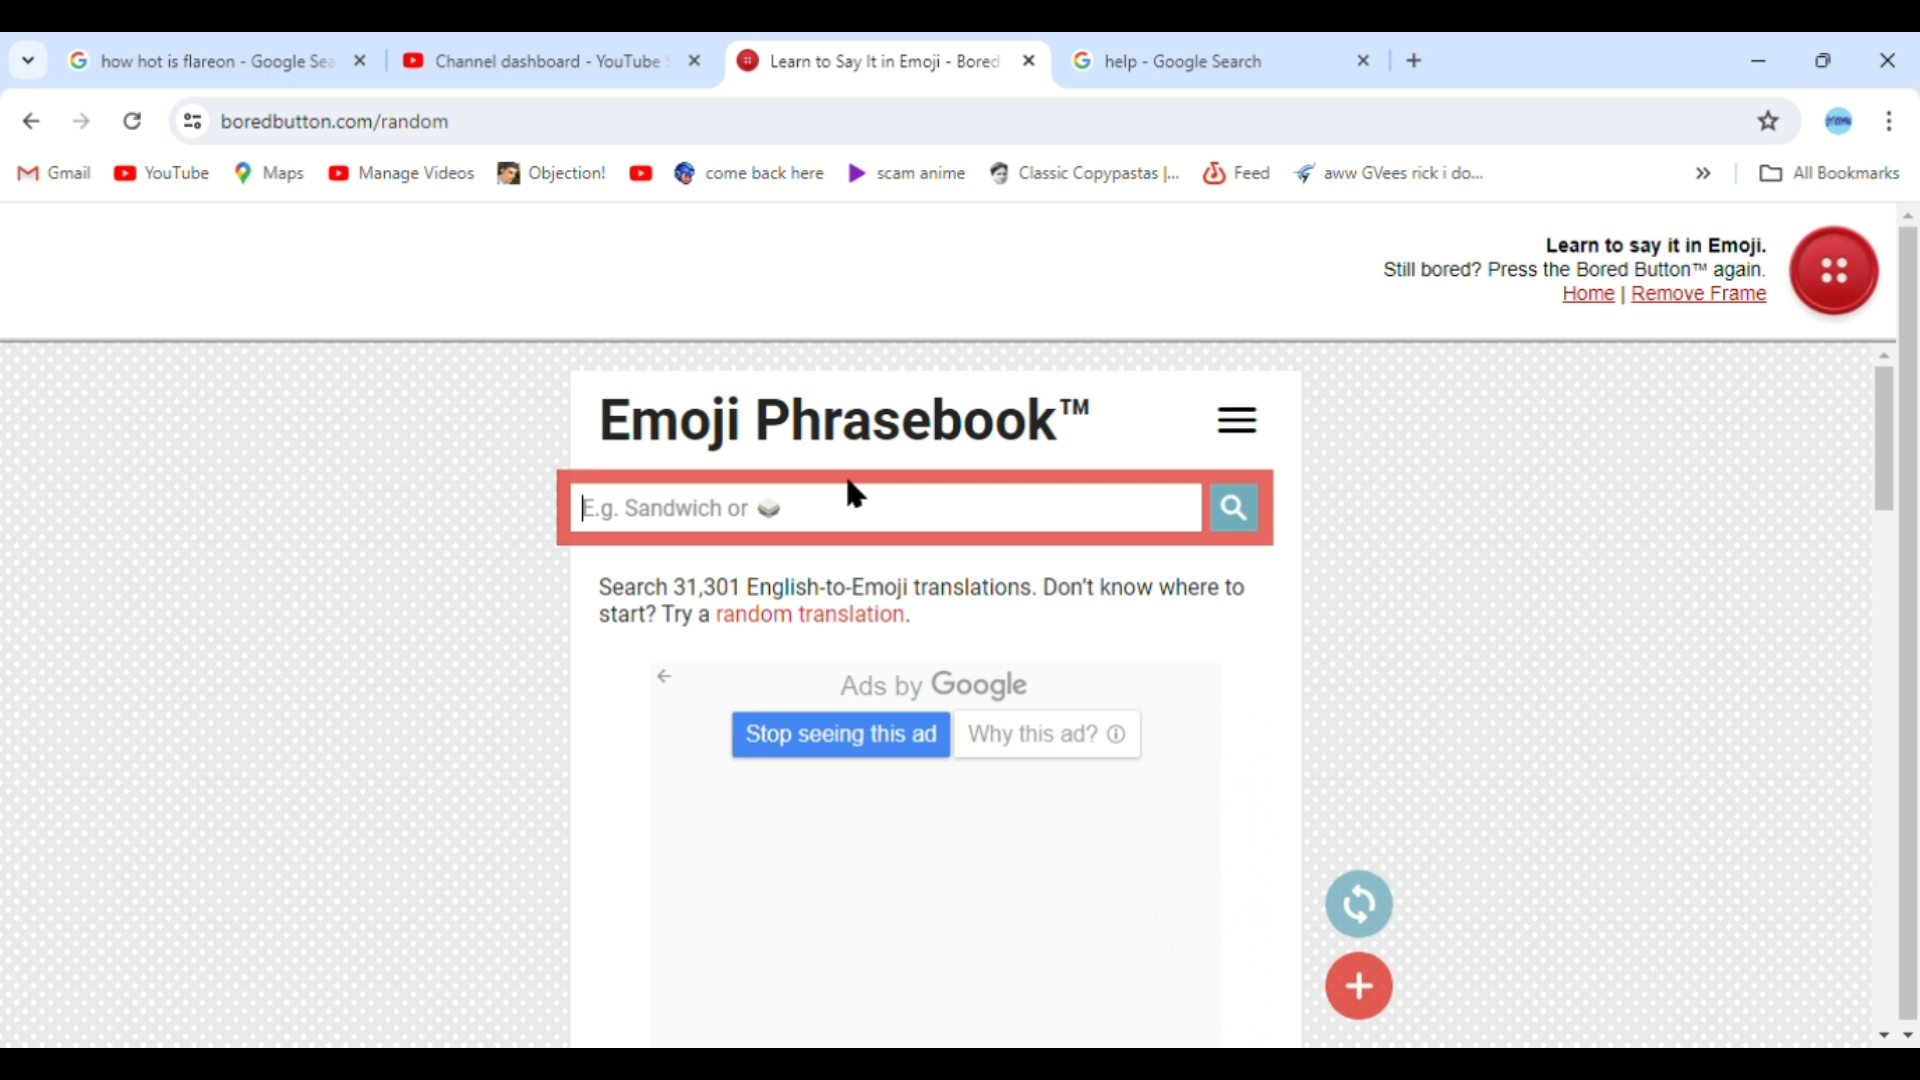 how hot is flareon - Google Sea
Channel dashboard - YouTube S
Learn to Say It in Emoji - Bored
help - Google Search
boredbutton.com/random
Gmail
YouTube
Maps
Manage Videos
Objection!
come back here
scam anime
Classic Copypastas |...
Feed
aww GVees rick i do...
All Bookmarks
Learn to say it in Emoji.
Still bored? Press the Bored Button™ again.
Home | Remove Frame
Emoji Phrasebook™
E.g. Sandwich or
Search 31,301 English-to-Emoji translations. Don't know where to
start? Try a random translation.
Ads by Google
Stop seeing this ad
Why this ad?